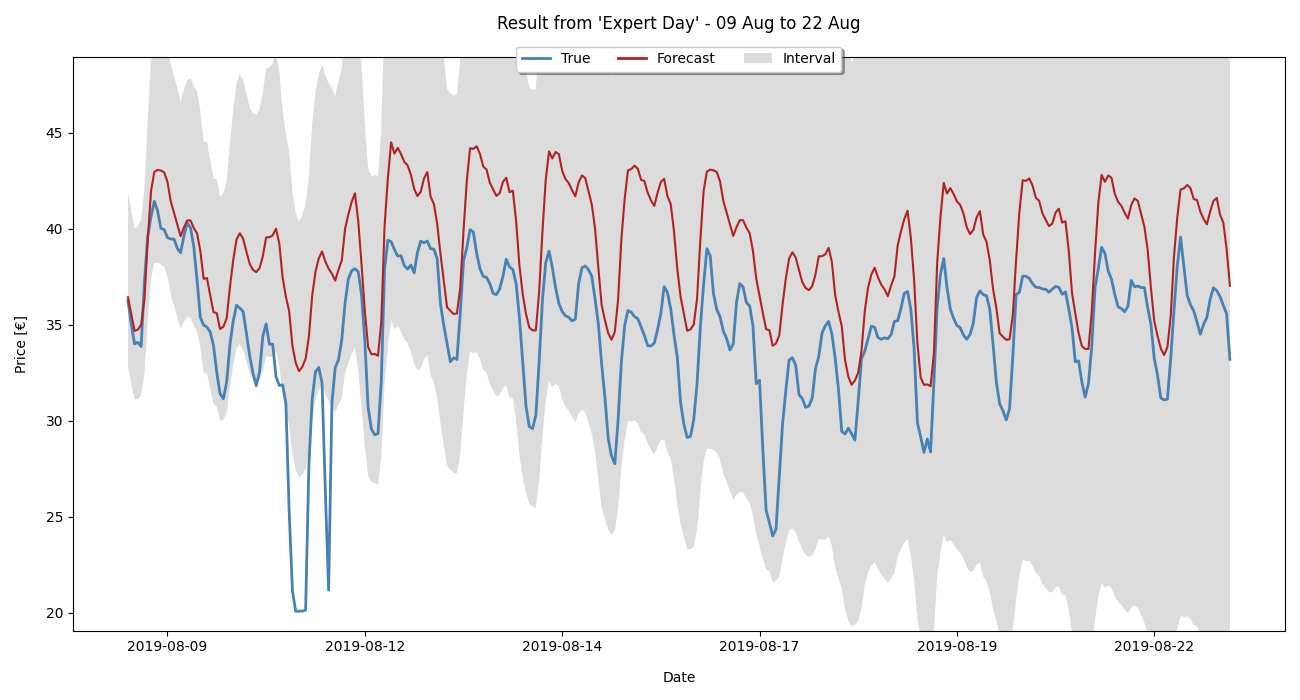 Result from 'Expert Day' - 09 Aug to 22 Aug
True Forecast Interval
Price [€]
45
40
35
30
25
20
2019-08-09 2019-08-12 2019-08-14 2019-08-17 2019-08-19 2019-08-22
Date